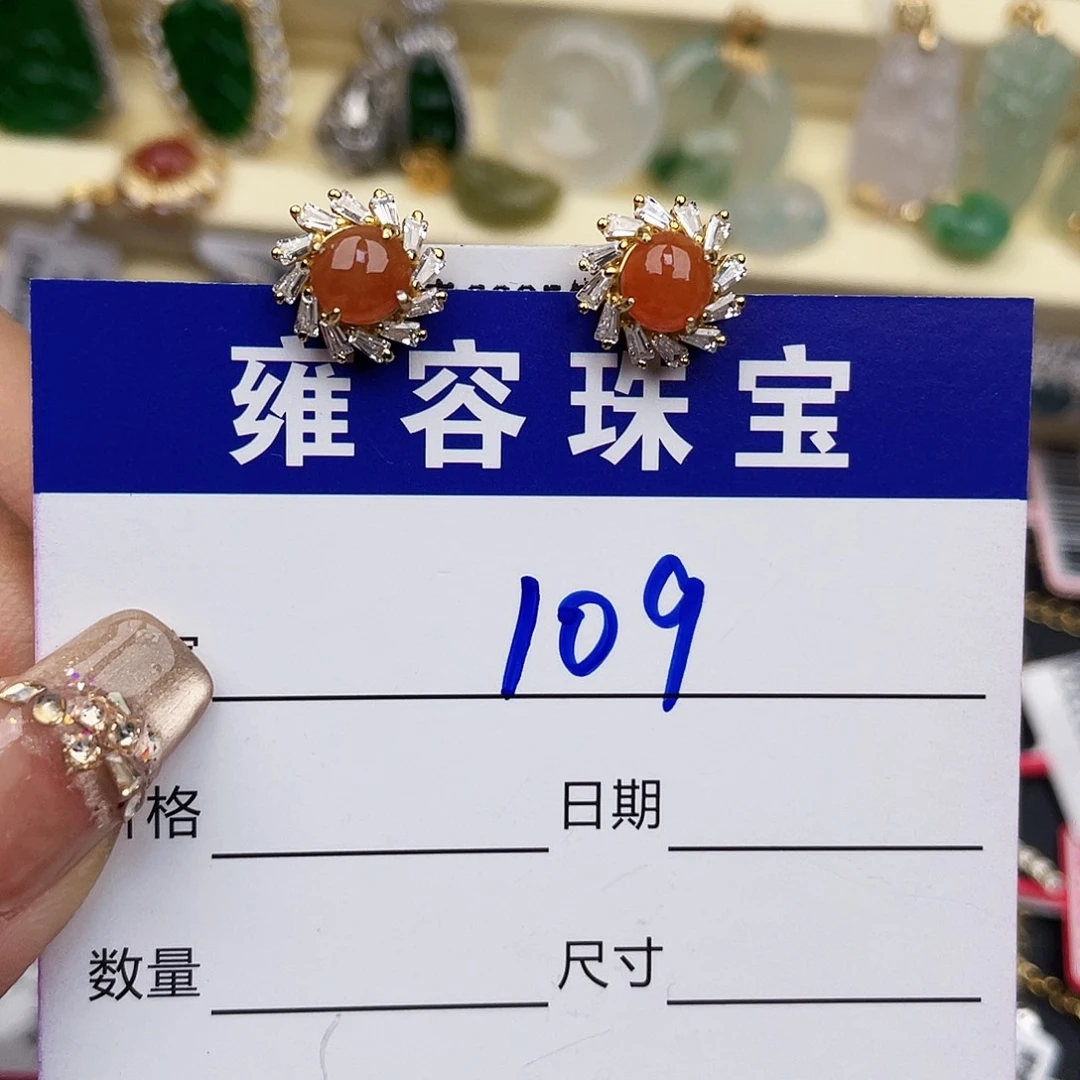 雍容珠宝
109
格 日期
数量 尺寸